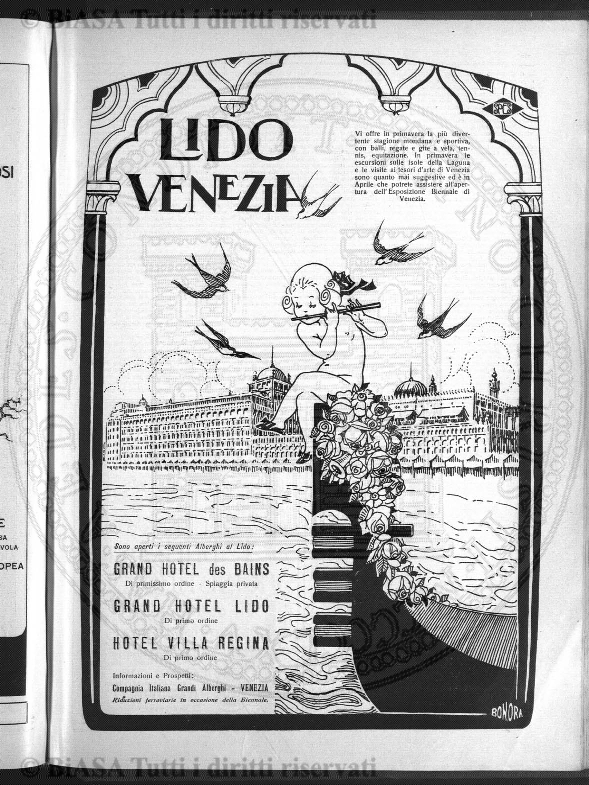 © BiASA Tutti i diritti riservati
SPES
LIDO
VENEZIA
Vi offre in primavera la più diver-
tente stagione mondana e sportiva,
con balli, regate e gite a vela, ten-
nis, equitazione. In primavera le
escursioni sulle isole della Laguna
e le visite ai tesori d'arte di Venezia
sono quanto mai suggestive ed è in
Aprile che potrete assistere all'aper-
tura dell'Esposizione Biennale di
Venezia.
OSI
E
VOLA
OPEA
Sono aperti i seguenti Alberghi al Lido:
GRAND HOTEL des BAINS
Di primissimo ordine - Spiaggia privata
GRAND HOTEL LIDO
Di primo ordine
HOTEL VILLA REGINA
Di primo ordine
Informazioni e Prospetti:
Compagnia Italiana Grandi Alberghi - VENEZIA
Riduzioni ferroviarie in occasione della Biennale.
BONORA
© BiASA Tutti i diritti riservati